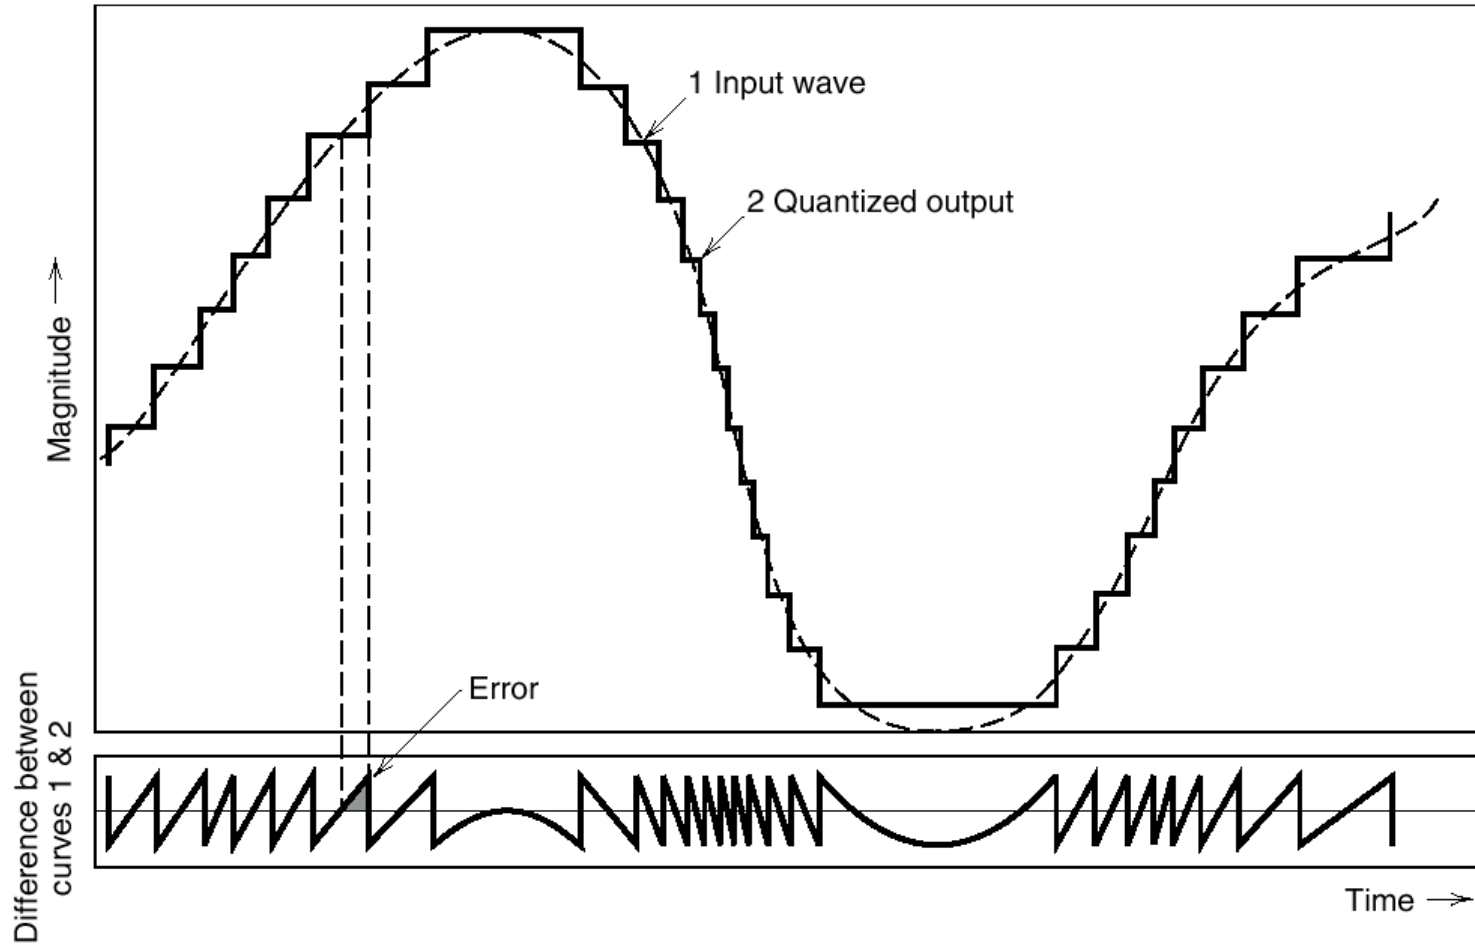 1 Input wave
2 Quantized output
Magnitude
Error
Difference between
curves 1 & 2
Time